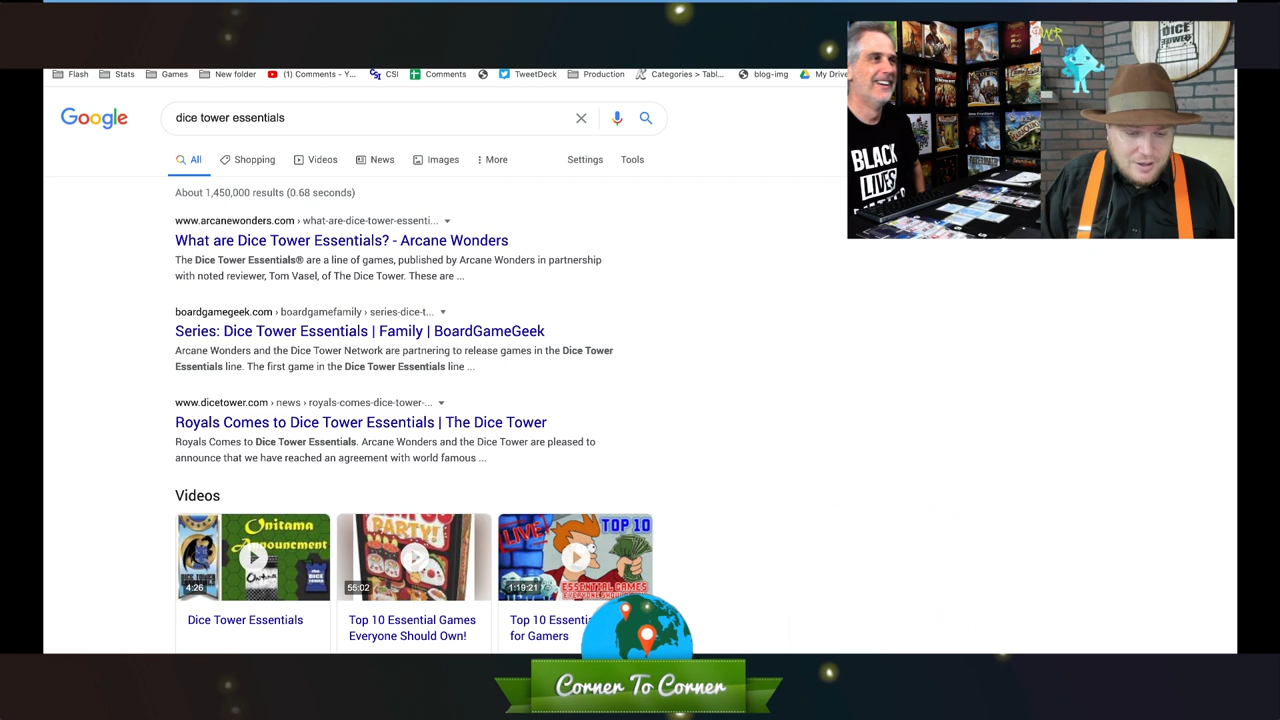 Flash
Stats
Games
New folder
(1) Comments - Y...
CSI
Comments
TweetDeck
Production
Categories > Tabl...
blog-img
My Drive
Google
dice tower essentials
All
Shopping
Videos
News
Images
More
Settings
Tools
About 1,450,000 results (0.68 seconds)
www.arcanewonders.com › what-are-dice-tower-essenti...
What are Dice Tower Essentials? - Arcane Wonders
The Dice Tower Essentials® are a line of games, published by Arcane Wonders in partnership
with noted reviewer, Tom Vasel, of The Dice Tower. These are ...
boardgamegeek.com › boardgamefamily › series-dice-t...
Series: Dice Tower Essentials | Family | BoardGameGeek
Arcane Wonders and the Dice Tower Network are partnering to release games in the Dice Tower
Essentials line. The first game in the Dice Tower Essentials line ...
www.dicetower.com › news › royals-comes-dice-tower-...
Royals Comes to Dice Tower Essentials | The Dice Tower
Royals Comes to Dice Tower Essentials. Arcane Wonders and the Dice Tower are pleased to
announce that we have reached an agreement with world famous ...
Videos
Onitama
Announcement
4:26
PARTY!
55:02
LIVE!
TOP 10
ESSENTIAL GAMES
1:19:21
Dice Tower Essentials
Top 10 Essential Games
Everyone Should Own!
Top 10 Essenti
for Gamers
BLACK
LIVES
DICE
TOWER
MERLIN
Corner To Corner